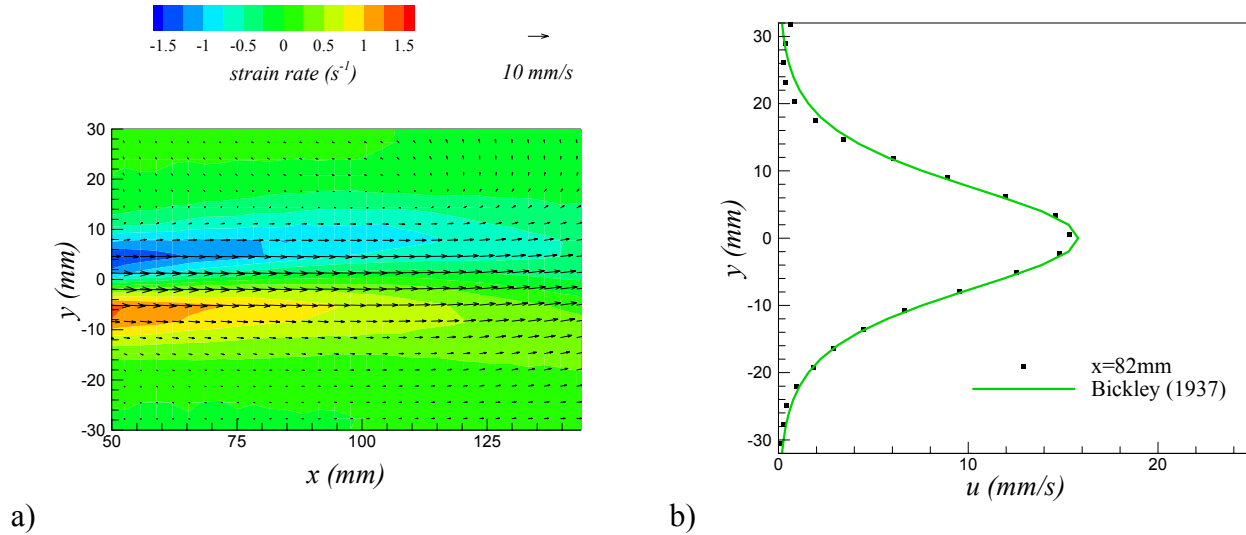 -1.5 -1 -0.5 0 0.5 1 1.5
strain rate (s-1)
10 mm/s
30
20
10
0
-10
-20
-30
y (mm)
50 75 100 125
x (mm)
a)
30
20
10
0
-10
-20
-30
y (mm)
x=82mm
Bickley (1937)
0 10 20
u (mm/s)
b)